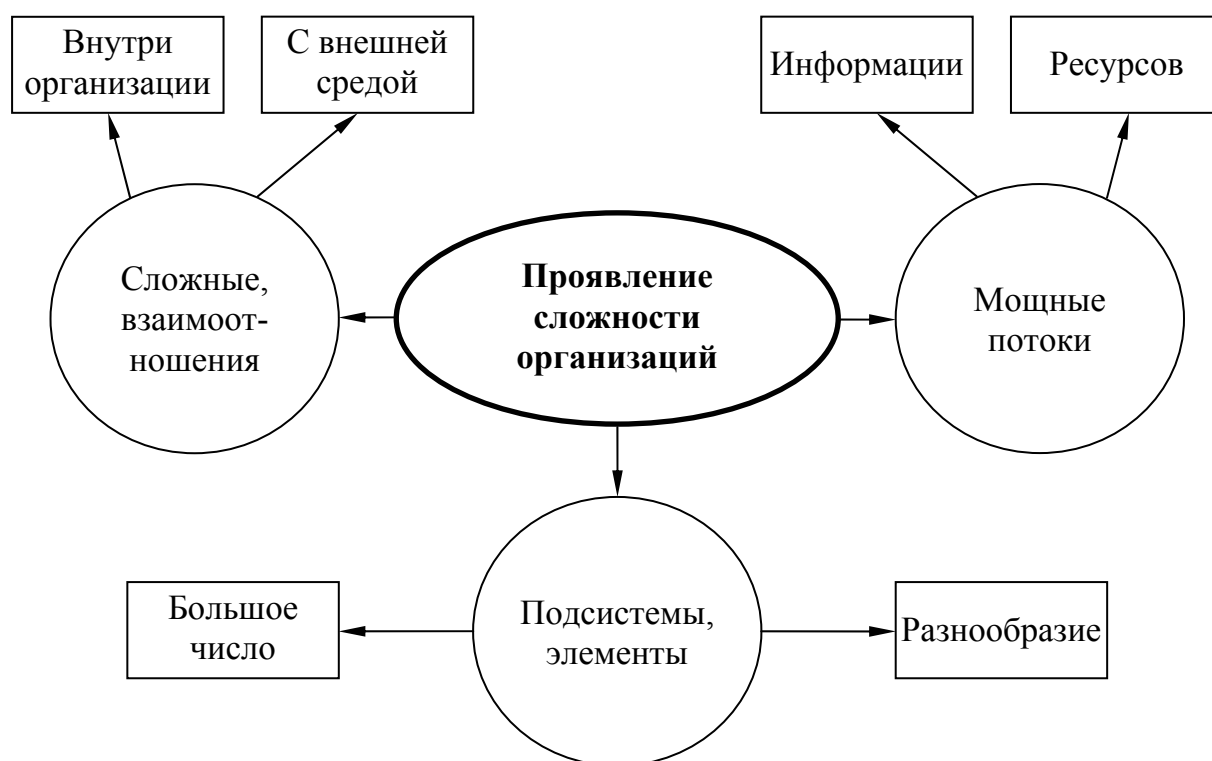 Внутри
организации
С внешней
средой
Информации
Ресурсов
Сложные,
взаимоот-
ношения
Проявление
сложности
организаций
Мощные
потоки
Большое
число
Подсистемы,
элементы
Разнообразие